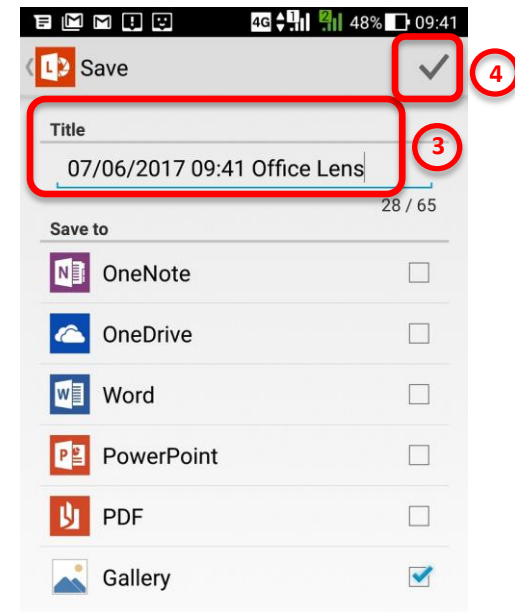 4G 48% 09:41
Save
4
Title
3
07/06/2017 09:41 Office Lens
28 / 65
Save to
OneNote
OneDrive
Word
PowerPoint
PDF
Gallery